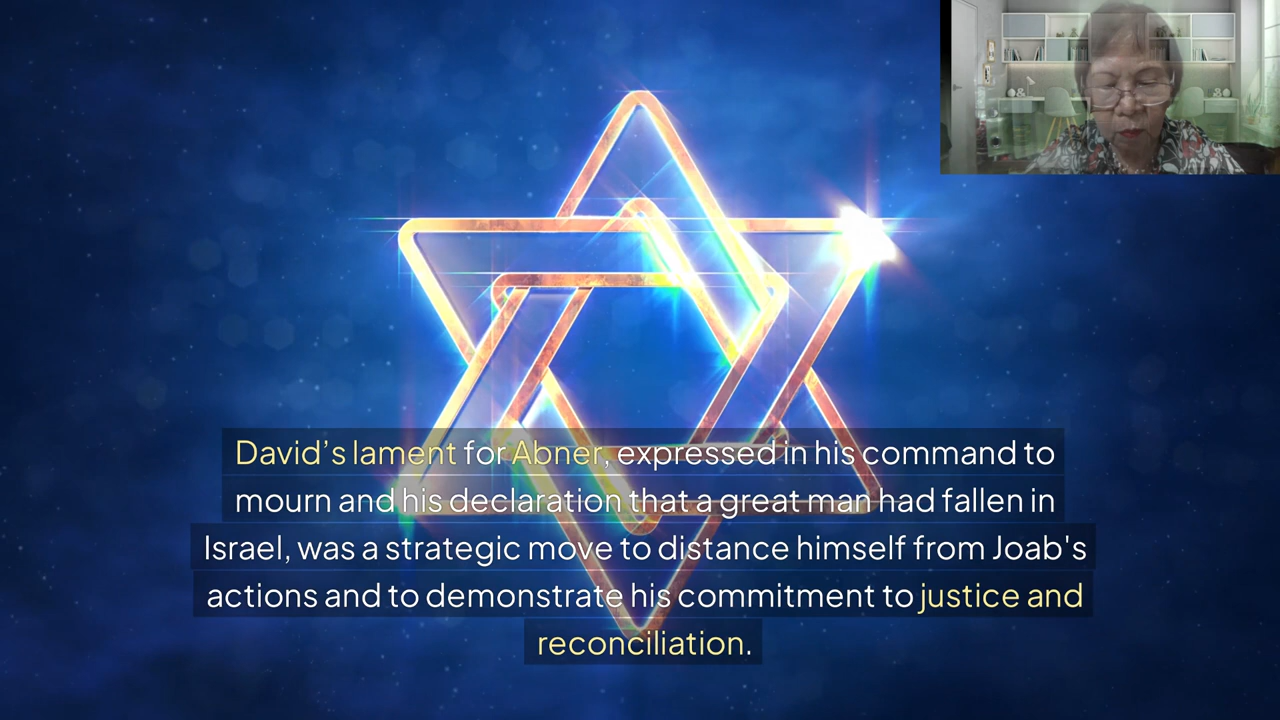 David’s lament for Abner, expressed in his command to
mourn and his declaration that a great man had fallen in
Israel, was a strategic move to distance himself from Joab's
actions and to demonstrate his commitment to justice and
reconciliation.